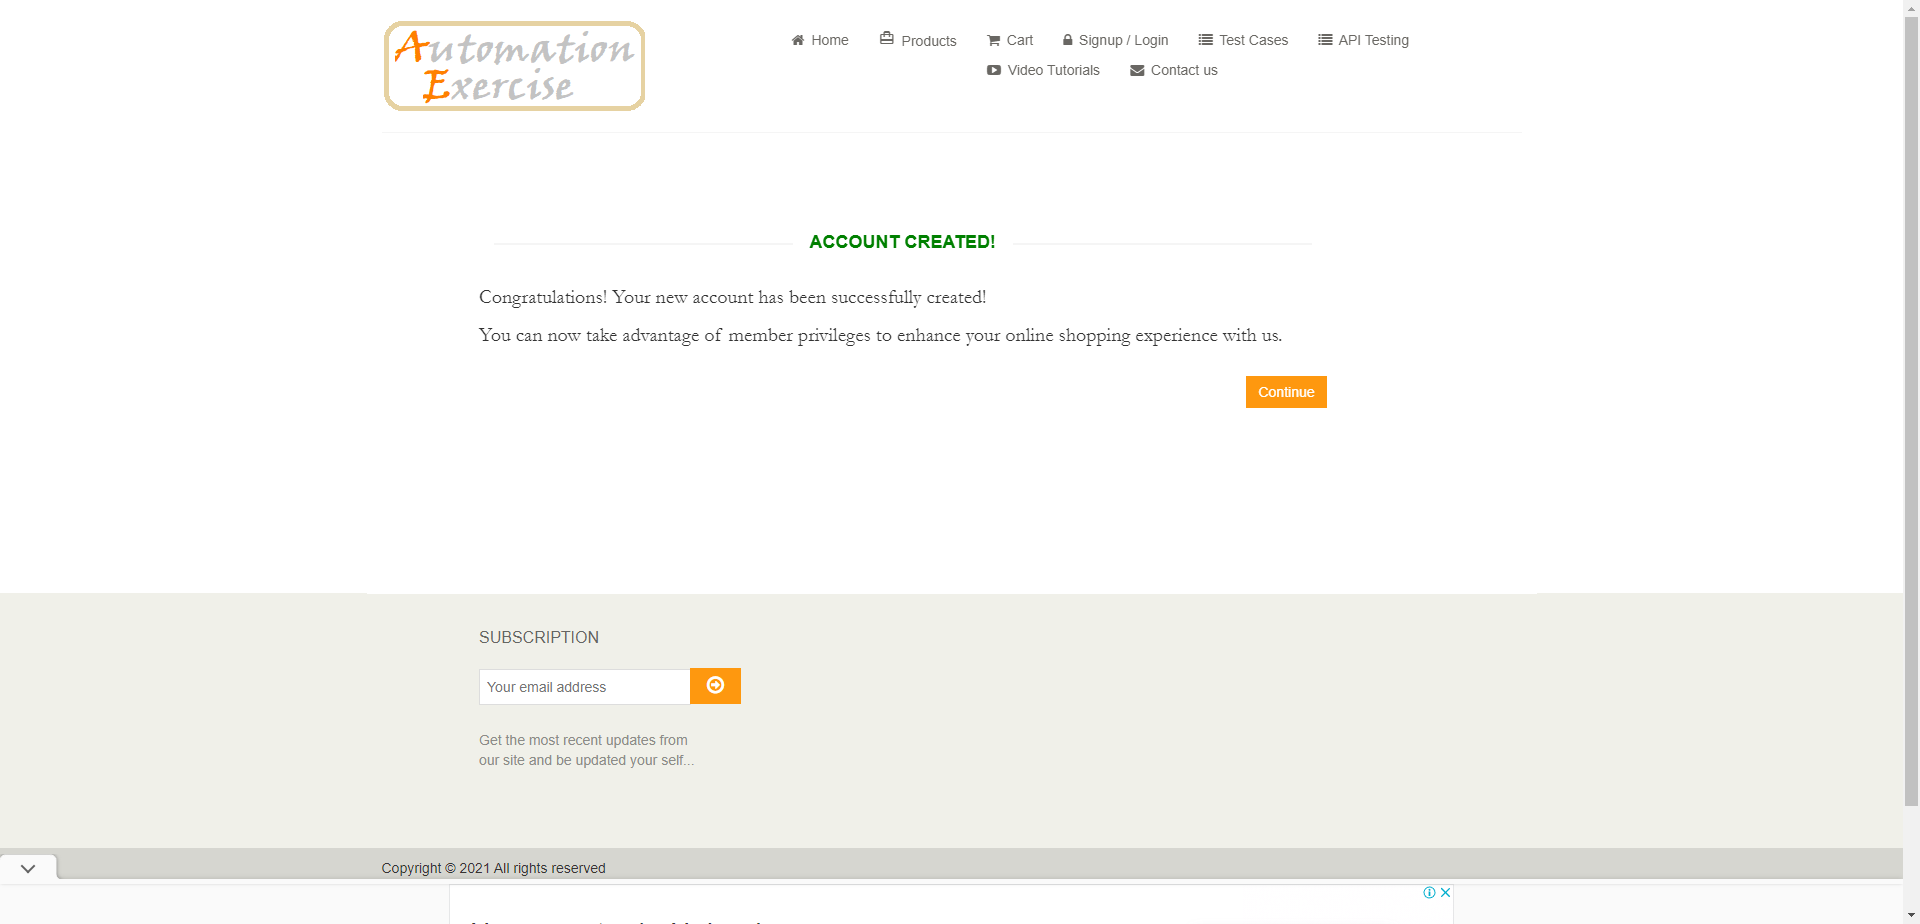 Automation
Exercise
Home
Products
Cart
Signup / Login
Test Cases
API Testing
Video Tutorials
Contact us
ACCOUNT CREATED!
Congratulations! Your new account has been successfully created!
You can now take advantage of member privileges to enhance your online shopping experience with us.
Continue
SUBSCRIPTION
Your email address
Get the most recent updates from
our site and be updated your self...
Copyright © 2021 All rights reserved